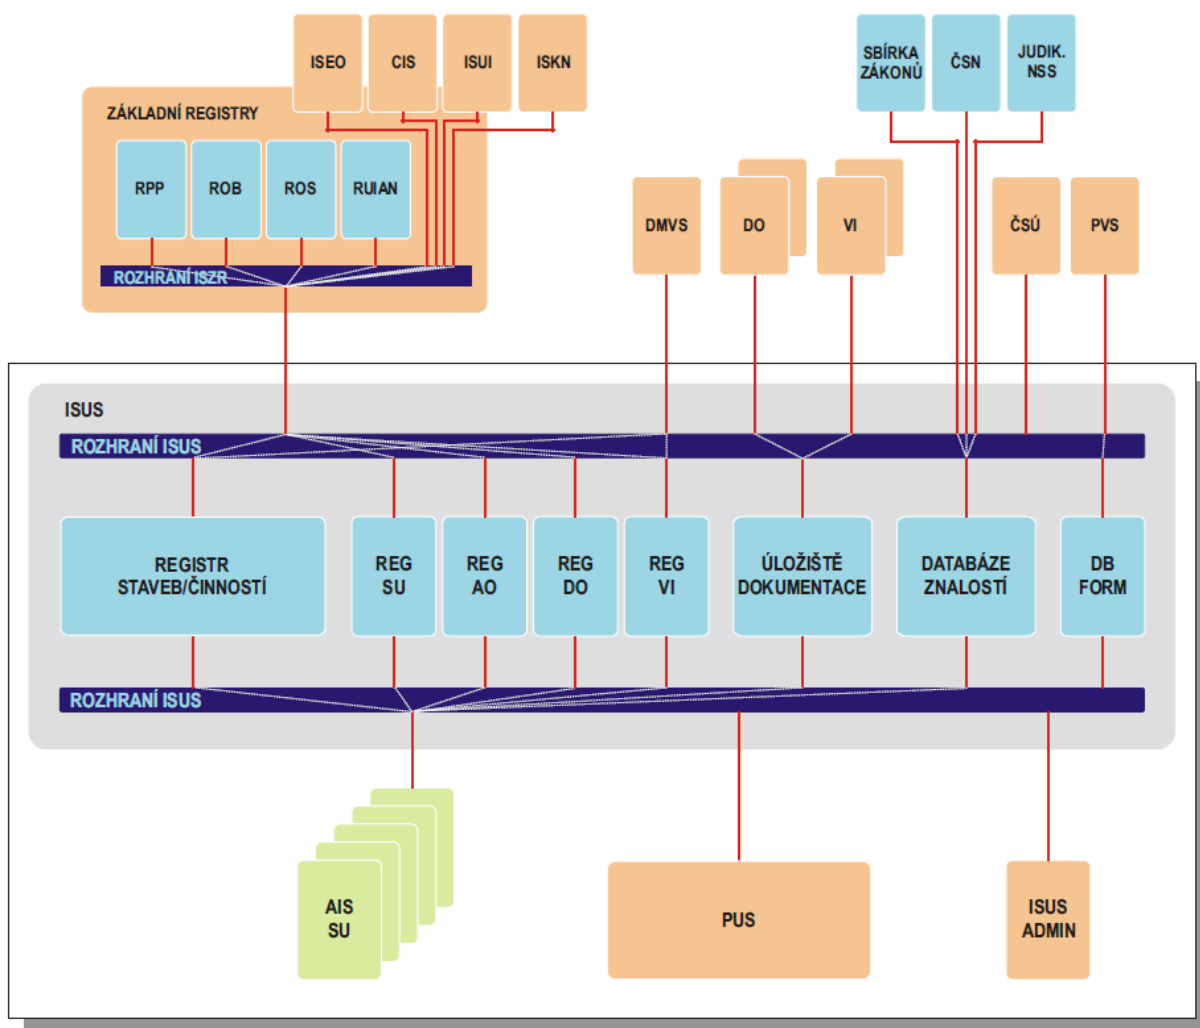 ISEO
CIS
ISUI
ISKN
SBÍRKA
ZÁKONŮ
ČSN
JUDIK.
NSS
ZÁKLADNÍ REGISTRY
RPP
ROB
ROS
RUIAN
DMVS
DO
VI
ČSÚ
PVS
ROZHRANÍ ISZR
ISUS
ROZHRANÍ ISUS
REGISTR
STAVEB/ČINNOSTÍ
REG
SU
REG
AO
REG
DO
REG
VI
ÚLOŽIŠTĚ
DOKUMENTACE
DATABÁZE
ZNALOSTÍ
DB
FORM
ROZHRANÍ ISUS
AIS
SU
PUS
ISUS
ADMIN